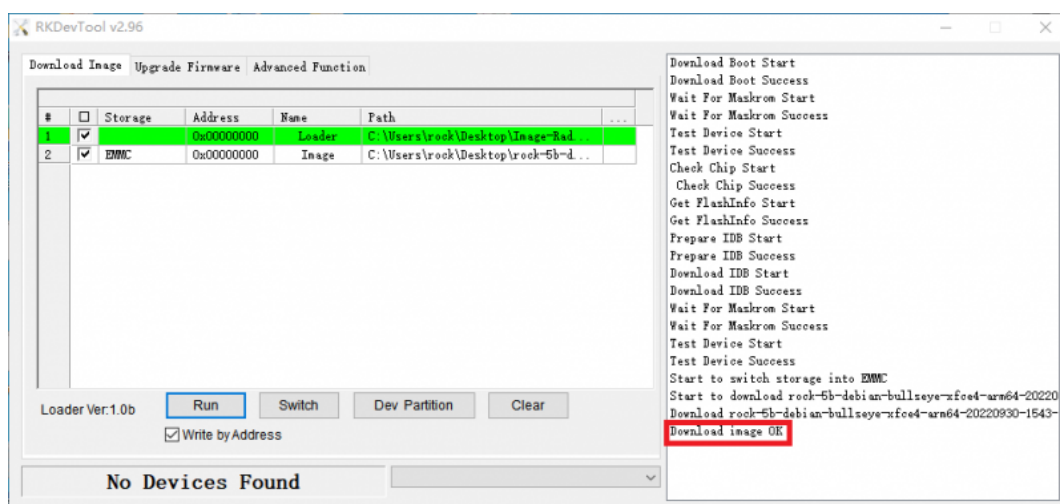 RKDevTool v2.96
Download Image Upgrade Firmware Advanced Function
# Storage Address Name Path ...
1 0x00000000 Loader C:\Users\rock\Desktop\Image-Rad...
2 EMMC 0x00000000 Image C:\Users\rock\Desktop\rock-5b-d...
Loader Ver:1.0b Run Switch Dev Partition Clear
Write by Address
No Devices Found
Download Boot Start
Download Boot Success
Wait For Maskrom Start
Wait For Maskrom Success
Test Device Start
Test Device Success
Check Chip Start
Check Chip Success
Get FlashInfo Start
Get FlashInfo Success
Prepare IDB Start
Prepare IDB Success
Download IDB Start
Download IDB Success
Wait For Maskrom Start
Wait For Maskrom Success
Test Device Start
Test Device Success
Start to switch storage into EMMC
Start to download rock-5b-debian-bullseye-xfce4-arm64-20220
Download rock-5b-debian-bullseye-xfce4-arm64-20220930-1543-
Download image OK